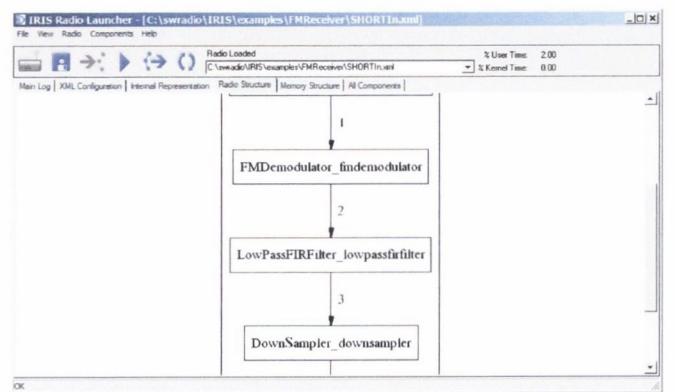 IRIS Radio Launcher - [C:\swradio\IRIS\examples\FMReceiver\SHORTIn.xml]
File View Radio Components Help
Radio Loaded
C:\swradio\IRIS\examples\FMReceiver\SHORTIn.xml
% User Time: 2.00
% Kernel Time: 0.00
Main Log | XML Configuration | Internal Representation | Radio Structure | Memory Structure | All Components
1
FMDemodulator_fmdemodulator
2
LowPassFIRFilter_lowpassfirfilter
3
DownSampler_downsampler
OK